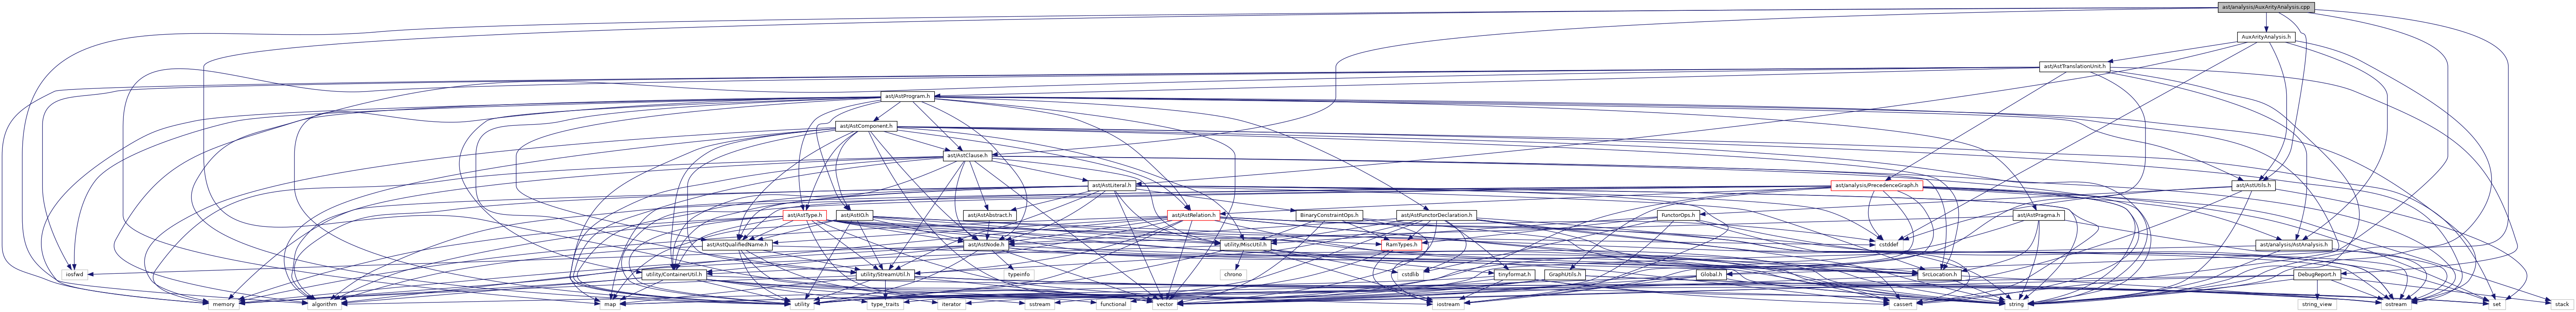 ast/analysis/AuxArityAnalysis.cpp
AuxArityAnalysis.h
ast/AstTranslationUnit.h
ast/AstProgram.h
ast/AstComponent.h
ast/AstClause.h
ast/AstLiteral.h
ast/analysis/PrecedenceGraph.h
ast/AstUtils.h
ast/AstType.h
ast/AstIO.h
ast/AstAbstract.h
ast/AstRelation.h
BinaryConstraintOps.h
ast/AstFunctorDeclaration.h
FunctorOps.h
ast/AstPragma.h
ast/AstQualifiedName.h
ast/AstNode.h
utility/MiscUtil.h
RamTypes.h
cstddef
ast/analysis/AstAnalysis.h
iosfwd
utility/ContainerUtil.h
utility/StreamUtil.h
typeinfo
chrono
cstdlib
tinyformat.h
GraphUtils.h
Global.h
SrcLocation.h
DebugReport.h
memory
algorithm
map
utility
type_traits
iterator
sstream
functional
vector
iostream
cassert
string
string_view
ostream
set
stack